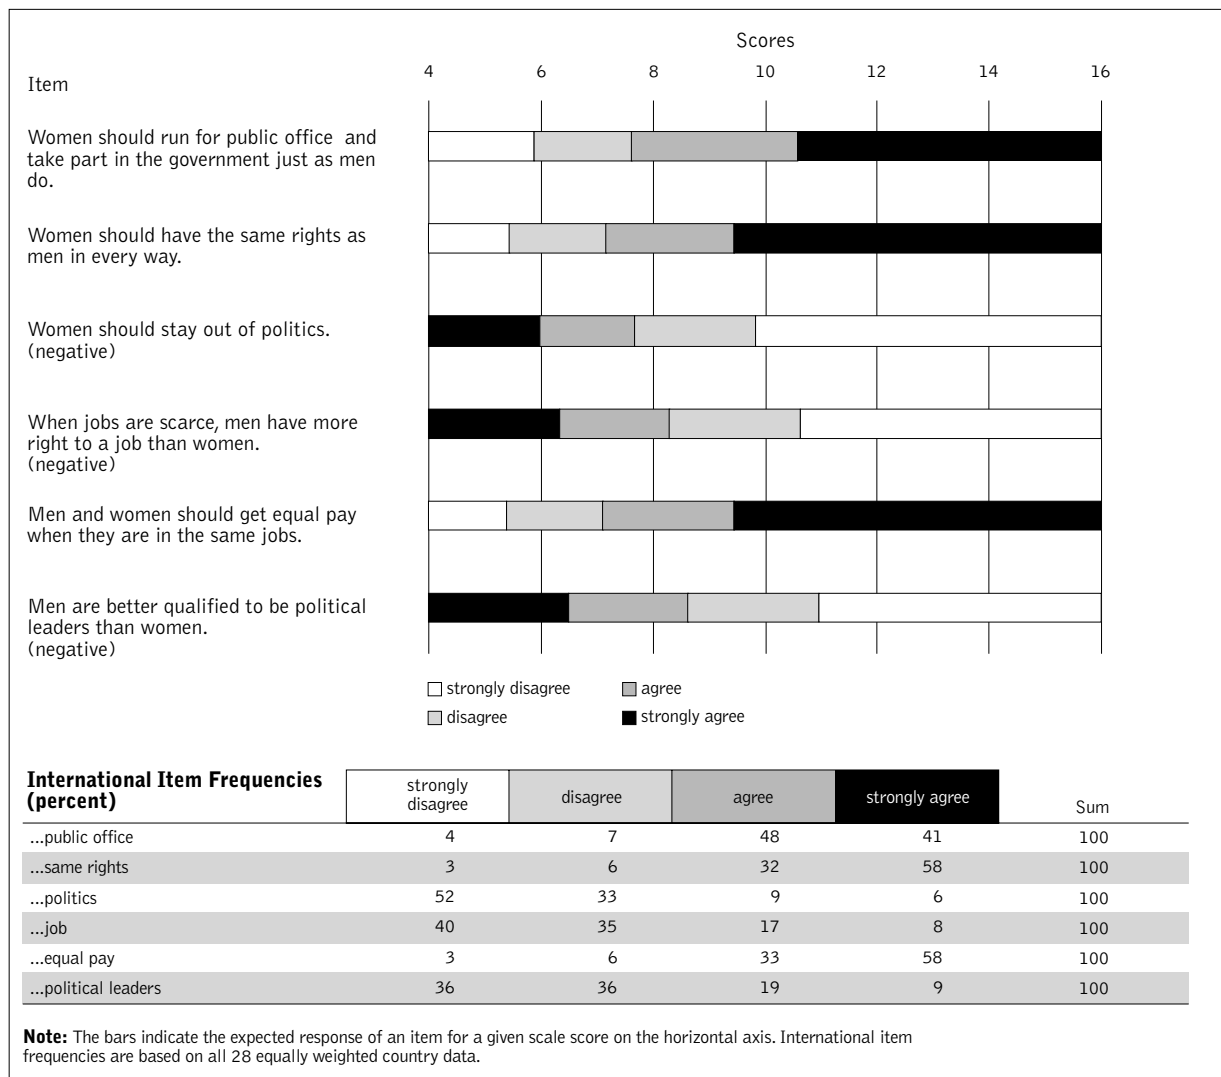 Scores
Item
4 6 8 10 12 14 16
Women should run for public office and
take part in the government just as men
do.
Women should have the same rights as
men in every way.
Women should stay out of politics.
(negative)
When jobs are scarce, men have more
right to a job than women.
(negative)
Men and women should get equal pay
when they are in the same jobs.
Men are better qualified to be political
leaders than women.
(negative)
strongly disagree agree
disagree strongly agree
International Item Frequencies
(percent)
strongly
disagree
disagree
agree
strongly agree
Sum
...public office 4 7 48 41 100
...same rights 3 6 32 58 100
...politics 52 33 9 6 100
...job 40 35 17 8 100
...equal pay 3 6 33 58 100
...political leaders 36 36 19 9 100
Note: The bars indicate the expected response of an item for a given scale score on the horizontal axis. International item
frequencies are based on all 28 equally weighted country data.